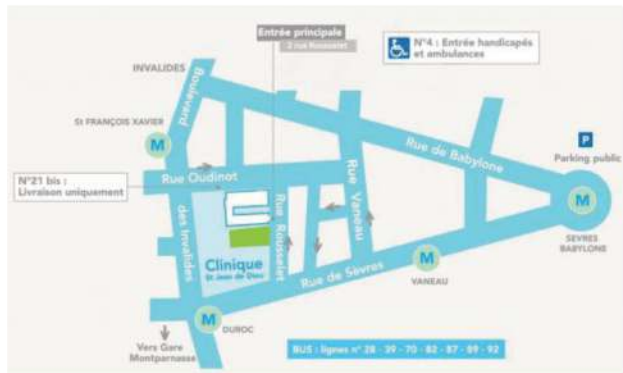 Entrée principale
2 rue Rousselet
N°4 : Entrée handicapés
et ambulances
INVALIDES
Boulevard
St FRANÇOIS XAVIER
M
P
Parking public
Rue de Babylone
N°21 bis :
Livraison uniquement
Rue Oudinot
Rue Vaneau
M
des Invalides
Rue Rousselet
SEVRES
BABYLONE
Clinique
St Jean de Dieu
Rue de Sèvres
M
VANEAU
M
DUROC
Vers Gare
Montparnasse
BUS : lignes n° 28 - 39 - 70 - 82 - 87 - 89 - 92